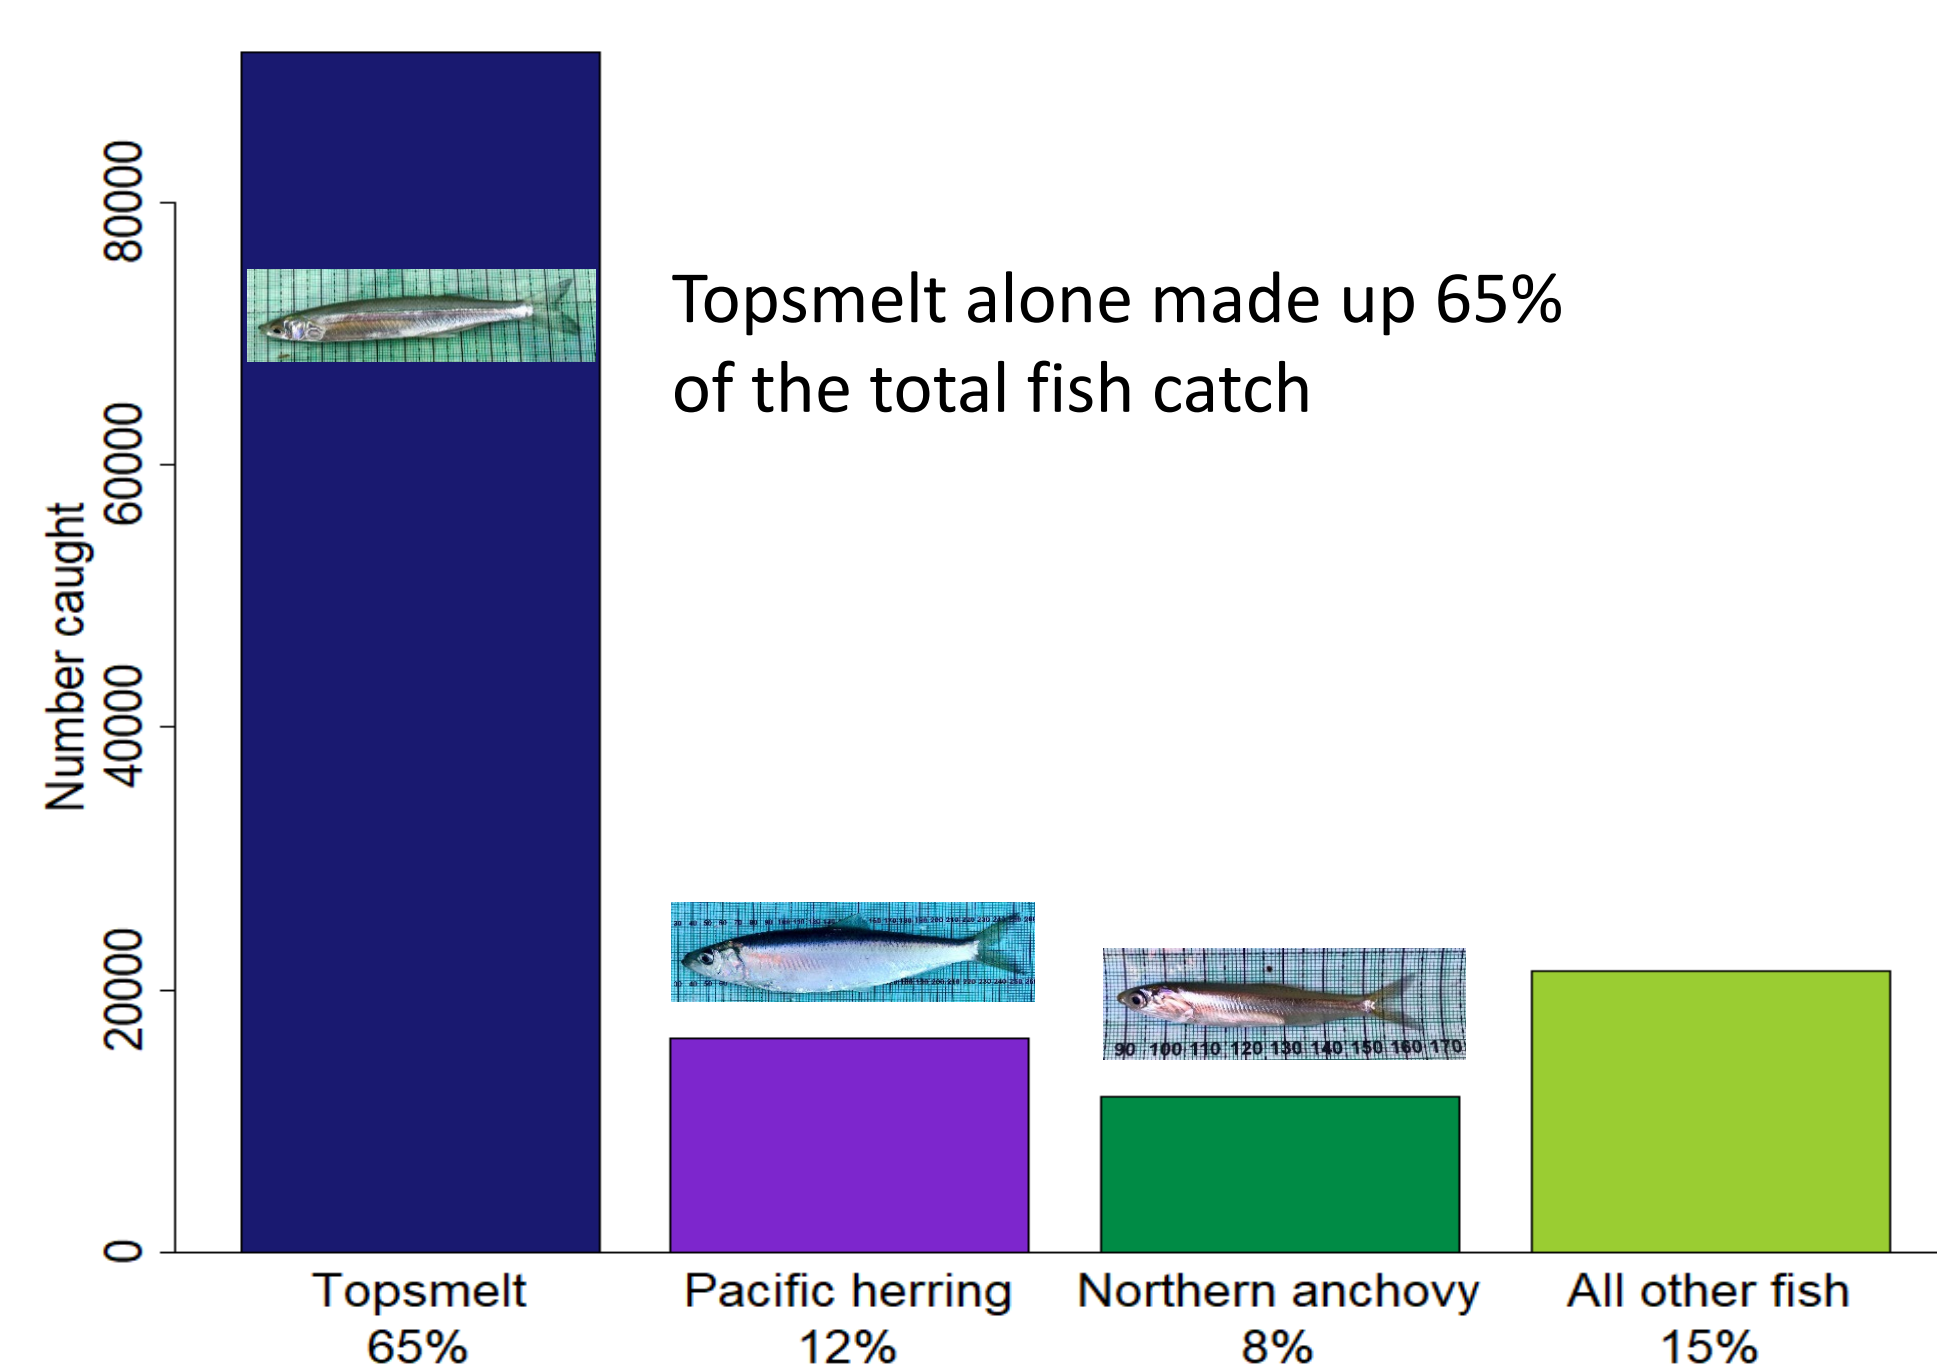 80000
60000
40000
20000
0
Number caught
Topsmelt alone made up 65%
of the total fish catch
90 100 110 120 130 140 150 160 170
Topsmelt
65%
Pacific herring
12%
Northern anchovy
8%
All other fish
15%